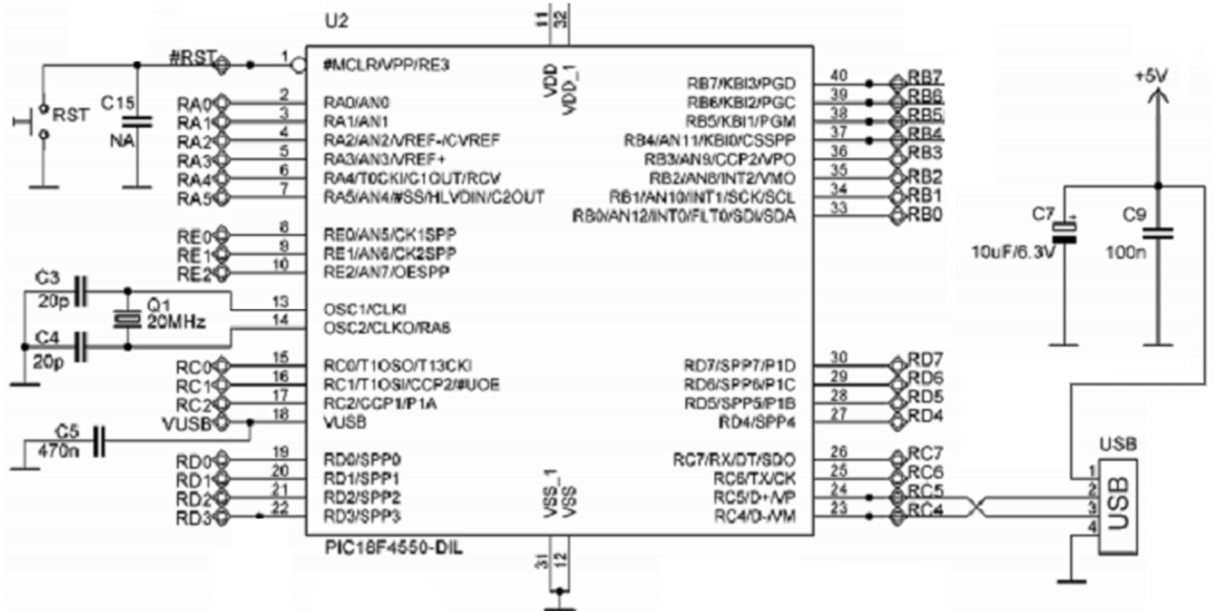 U2
11
32
VDD
VDD_1
#RST
1
#MCLR/VPP/RE3
RST
C15
NA
RA0 2 RA0/AN0
RA1 3 RA1/AN1
RA2 4 RA2/AN2/VREF-/CVREF
RA3 5 RA3/AN3/VREF+
RA4 6 RA4/T0CKI/C1OUT/RCV
RA5 7 RA5/AN4/#SS/HLVDIN/C2OUT
RE0 8 RE0/AN5/CK1SPP
RE1 9 RE1/AN6/CK2SPP
RE2 10 RE2/AN7/OESPP
C3
20p
Q1
20MHz
C4
20p
13 OSC1/CLKI
14 OSC2/CLKO/RA6
RC0 15 RC0/T1OSO/T13CKI
RC1 16 RC1/T1OSI/CCP2/#UOE
RC2 17 RC2/CCP1/P1A
VUSB 18 VUSB
C5
470n
RD0 19 RD0/SPP0
RD1 20 RD1/SPP1
RD2 21 RD2/SPP2
RD3 22 RD3/SPP3
PIC18F4550-DIL
VSS_1
VSS
31
12
RB7/KBI3/PGD 40 RB7
RB6/KBI2/PGC 39 RB6
RB5/KBI1/PGM 38 RB5
RB4/AN11/KBI0/CSSPP 37 RB4
RB3/AN9/CCP2/VPO 36 RB3
RB2/AN8/INT2/VMO 35 RB2
RB1/AN10/INT1/SCK/SCL 34 RB1
RB0/AN12/INT0/FLT0/SDI/SDA 33 RB0
RD7/SPP7/P1D 30 RD7
RD6/SPP6/P1C 29 RD6
RD5/SPP5/P1B 28 RD5
RD4/SPP4 27 RD4
RC7/RX/DT/SDO 26 RC7
RC6/TX/CK 25 RC6
RC5/D+/VP 24 RC5
RC4/D-/VM 23 RC4
+5V
C7
+
10uF/6.3V
C9
100n
USB
1
2
3
4
USB